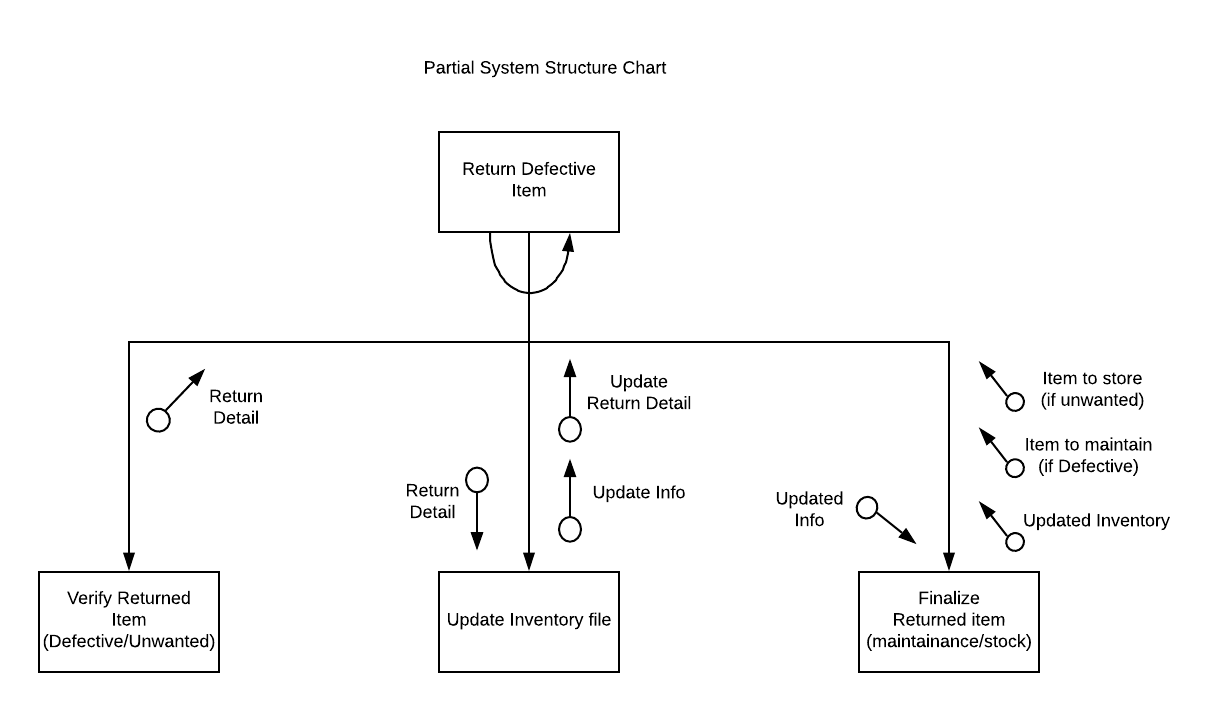 Partial System Structure Chart
Return Defective
Item
Return
Detail
Update
Return Detail
Return
Detail
Update Info
Updated
Info
Item to store
(if unwanted)
Item to maintain
(if Defective)
Updated Inventory
Verify Returned
Item
(Defective/Unwanted)
Update Inventory file
Finalize
Returned item
(maintainance/stock)